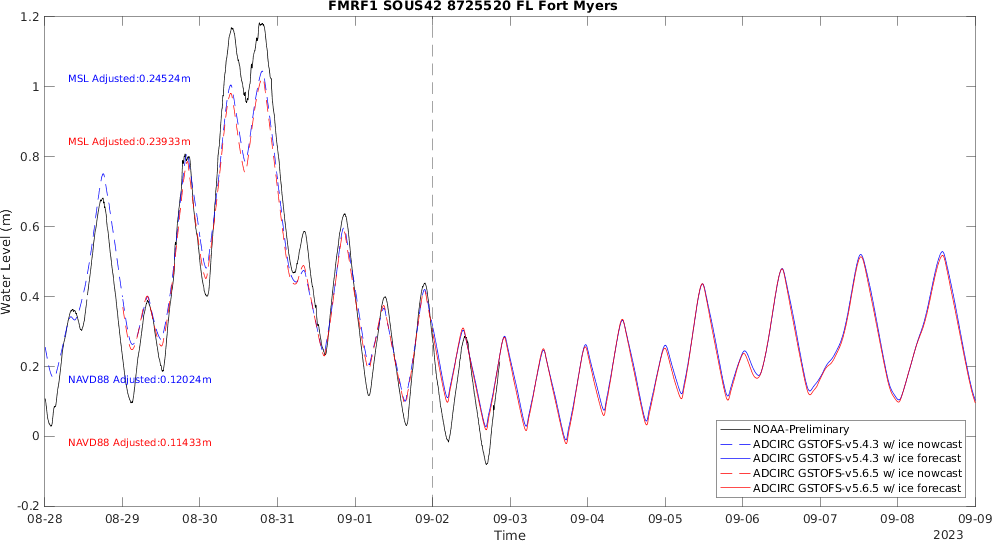 FMRF1 SOUS42 8725520 FL Fort Myers
1.2
1
0.8
0.6
0.4
0.2
0
-0.2
Water Level (m)
MSL Adjusted:0.24524m
MSL Adjusted:0.23933m
NAVD88 Adjusted:0.12024m
NAVD88 Adjusted:0.11433m
NOAA-Preliminary
ADCIRC GSTOFS-v5.4.3 w/ ice nowcast
ADCIRC GSTOFS-v5.4.3 w/ ice forecast
ADCIRC GSTOFS-v5.6.5 w/ ice nowcast
ADCIRC GSTOFS-v5.6.5 w/ ice forecast
08-28 08-29 08-30 08-31 09-01 09-02 09-03 09-04 09-05 09-06 09-07 09-08 09-09
Time
2023